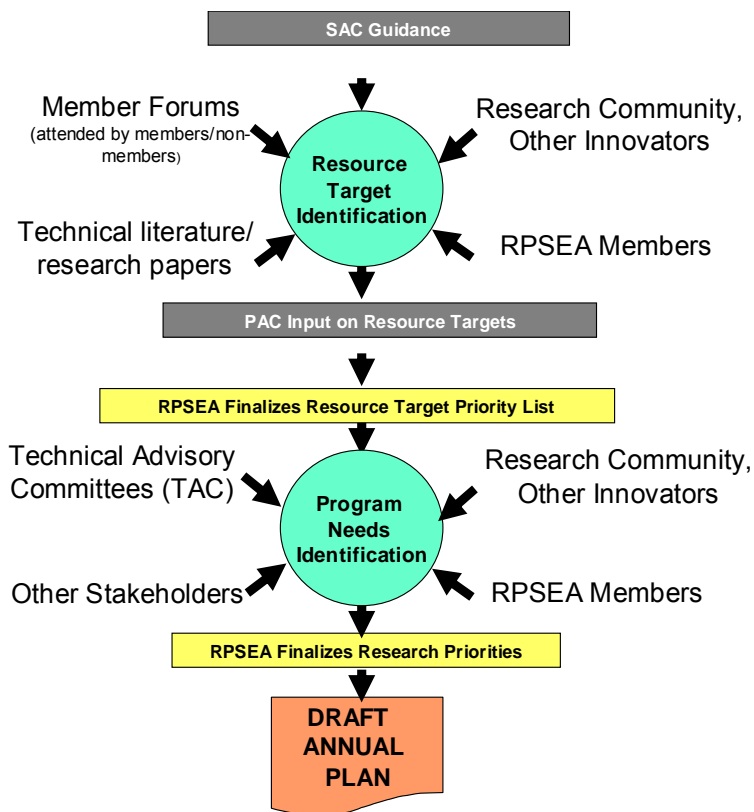 SAC Guidance
Member Forums
(attended by members/non-
members)
Research Community,
Other Innovators
Resource
Target
Identification
Technical literature/
research papers
RPSEA Members
PAC Input on Resource Targets
RPSEA Finalizes Resource Target Priority List
Technical Advisory
Committees (TAC)
Research Community,
Other Innovators
Program
Needs
Identification
Other Stakeholders
RPSEA Members
RPSEA Finalizes Research Priorities
DRAFT
ANNUAL
PLAN